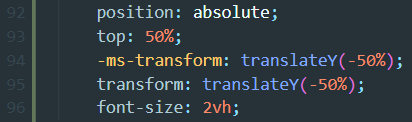 92 position: absolute;
93 top: 50%;
94 -ms-transform: translateY(-50%);
95 transform: translateY(-50%);
96 font-size: 2vh;